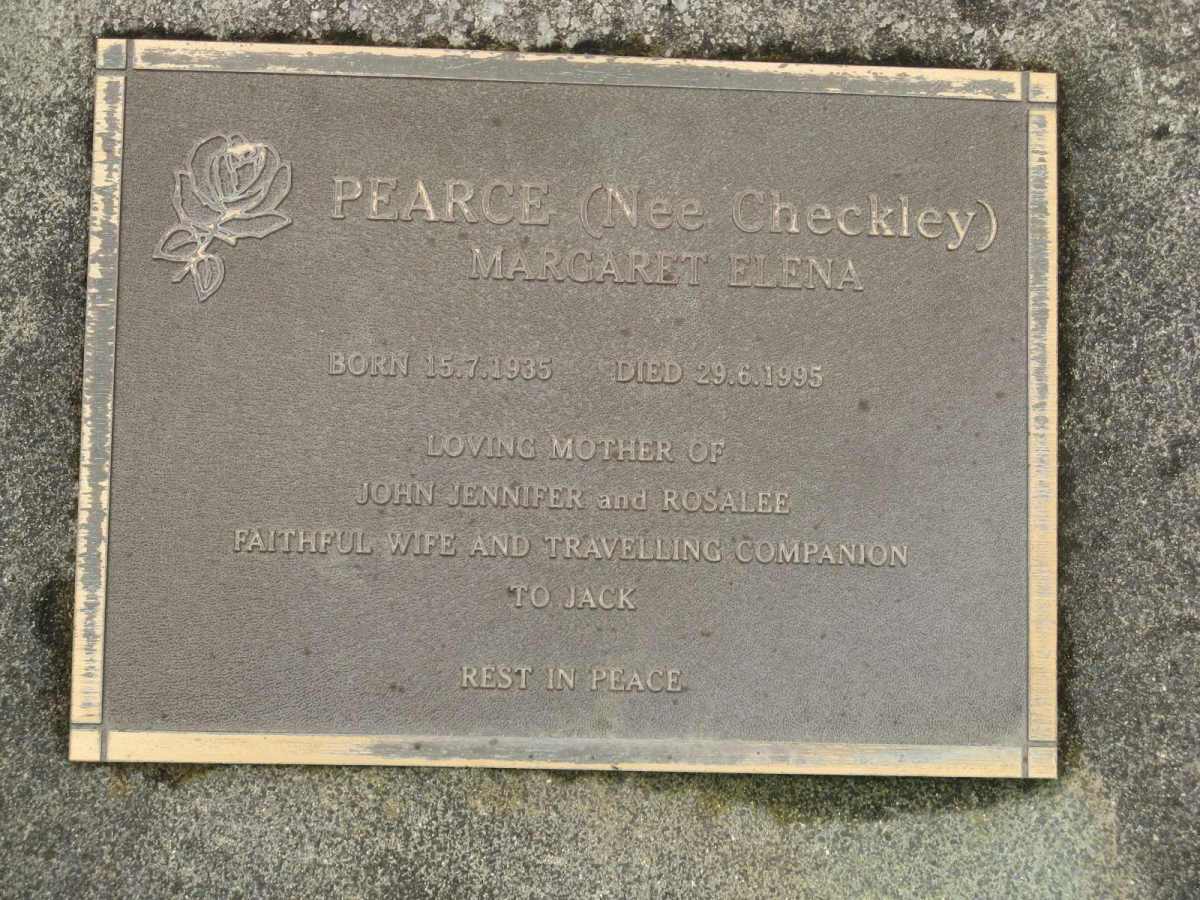 PEARCE (Nee Checkley)
MARGARET ELENA
BORN 15.7.1935 DIED 29.6.1995
LOVING MOTHER OF
JOHN JENNIFER and ROSALEE
FAITHFUL WIFE AND TRAVELLING COMPANION
TO JACK
REST IN PEACE